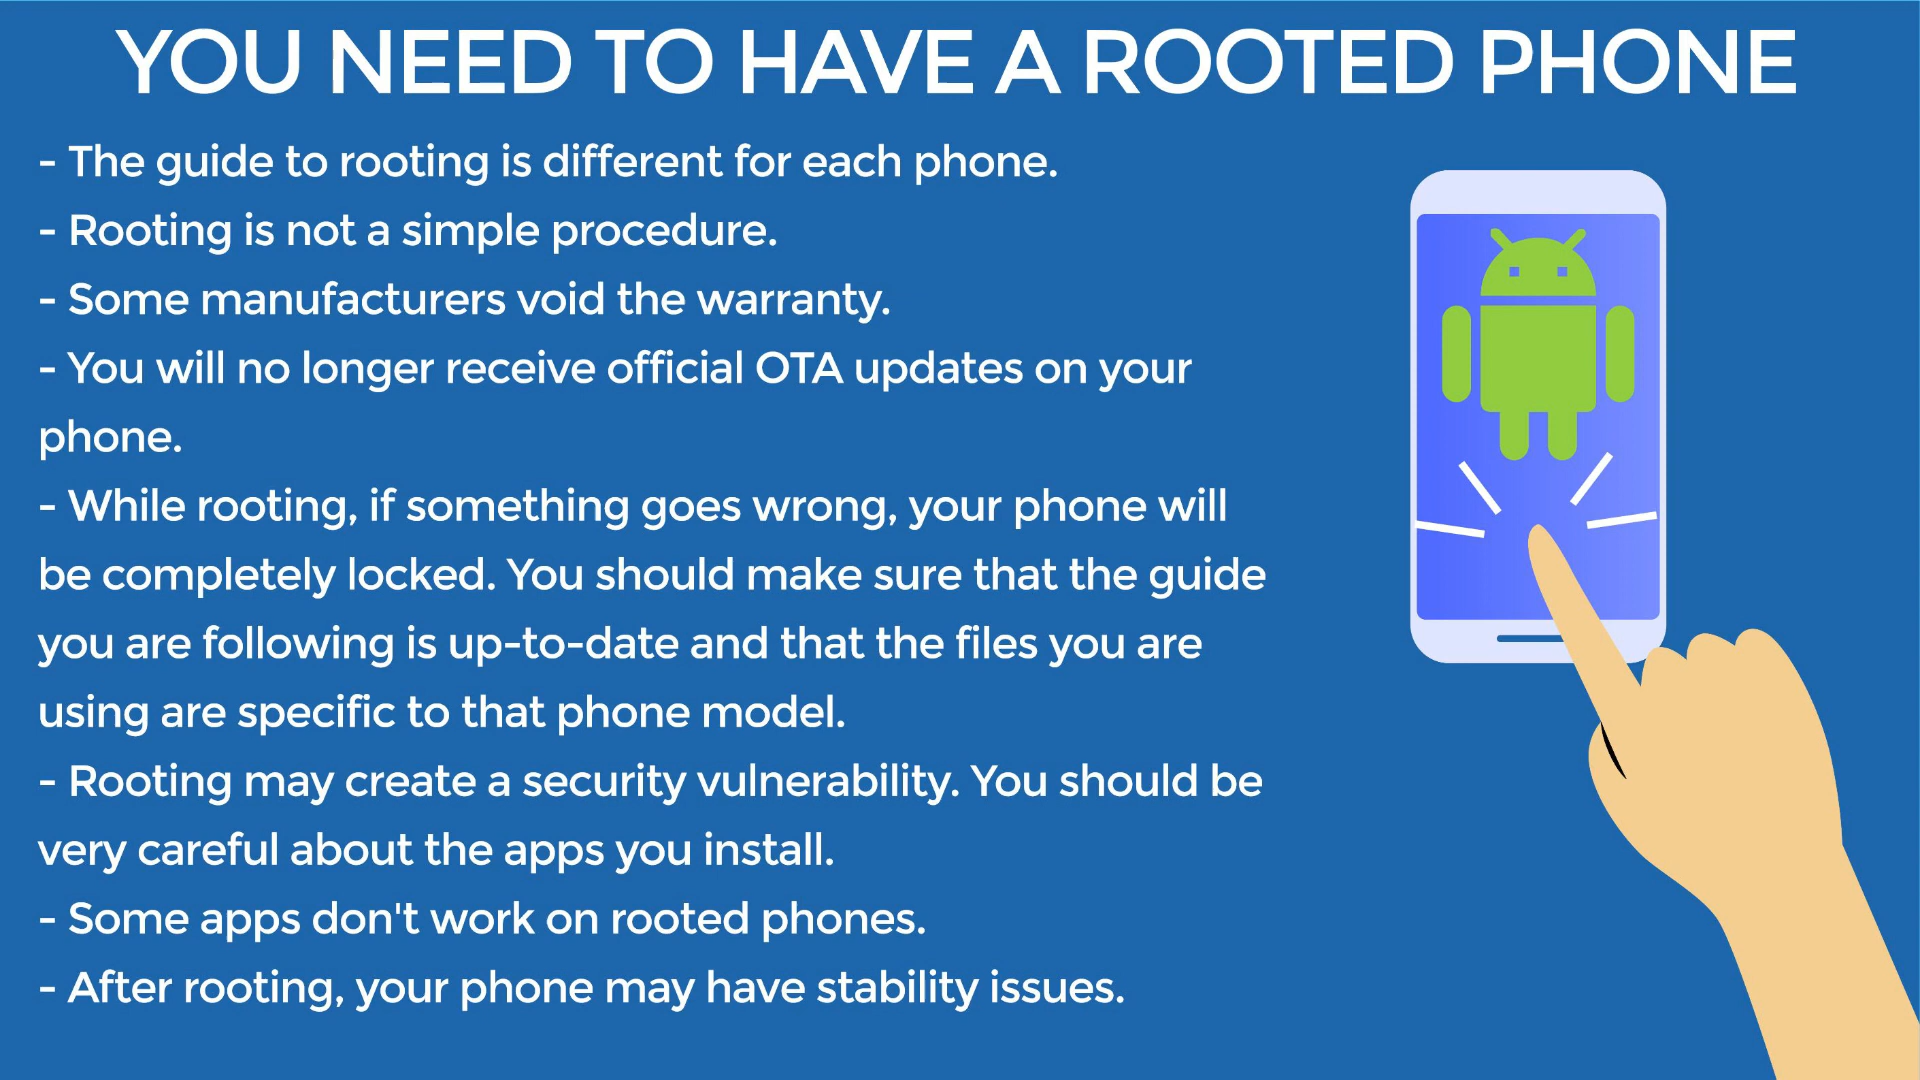 YOU NEED TO HAVE A ROOTED PHONE
- The guide to rooting is different for each phone.
- Rooting is not a simple procedure.
- Some manufacturers void the warranty.
- You will no longer receive official OTA updates on your
phone.
- While rooting, if something goes wrong, your phone will
be completely locked. You should make sure that the guide
you are following is up-to-date and that the files you are
using are specific to that phone model.
- Rooting may create a security vulnerability. You should be
very careful about the apps you install.
- Some apps don't work on rooted phones.
- After rooting, your phone may have stability issues.